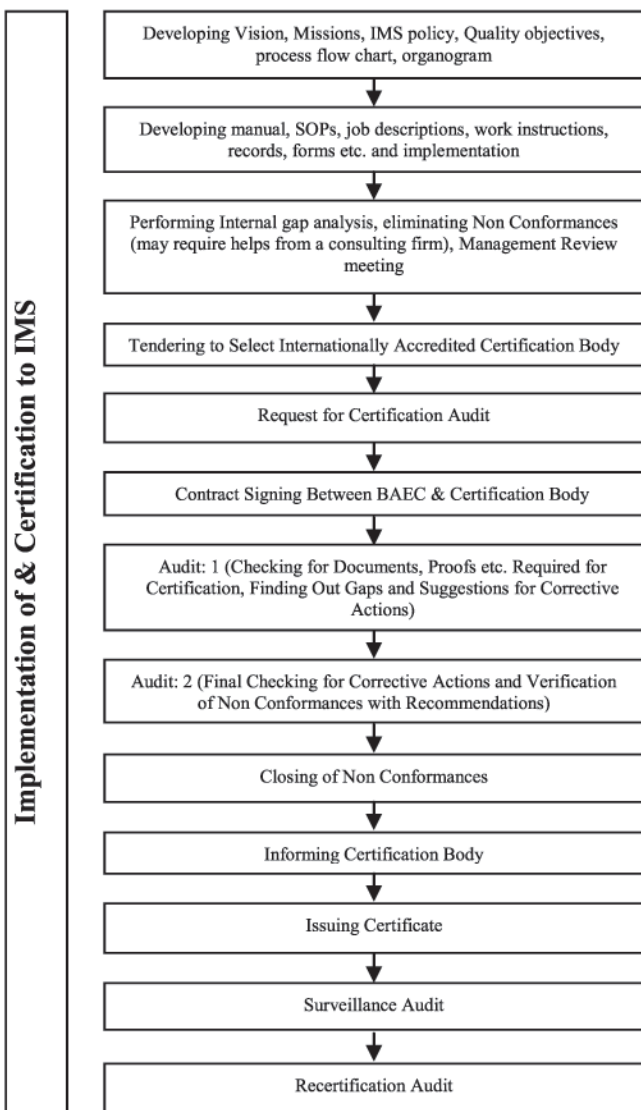 Implementation of & Certification to IMS
Developing Vision, Missions, IMS policy, Quality objectives,
process flow chart, organogram
Developing manual, SOPs, job descriptions, work instructions,
records, forms etc. and implementation
Performing Internal gap analysis, eliminating Non Conformances
(may require helps from a consulting firm), Management Review
meeting
Tendering to Select Internationally Accredited Certification Body
Request for Certification Audit
Contract Signing Between BAEC & Certification Body
Audit: 1 (Checking for Documents, Proofs etc. Required for
Certification, Finding Out Gaps and Suggestions for Corrective
Actions)
Audit: 2 (Final Checking for Corrective Actions and Verification
of Non Conformances with Recommendations)
Closing of Non Conformances
Informing Certification Body
Issuing Certificate
Surveillance Audit
Recertification Audit